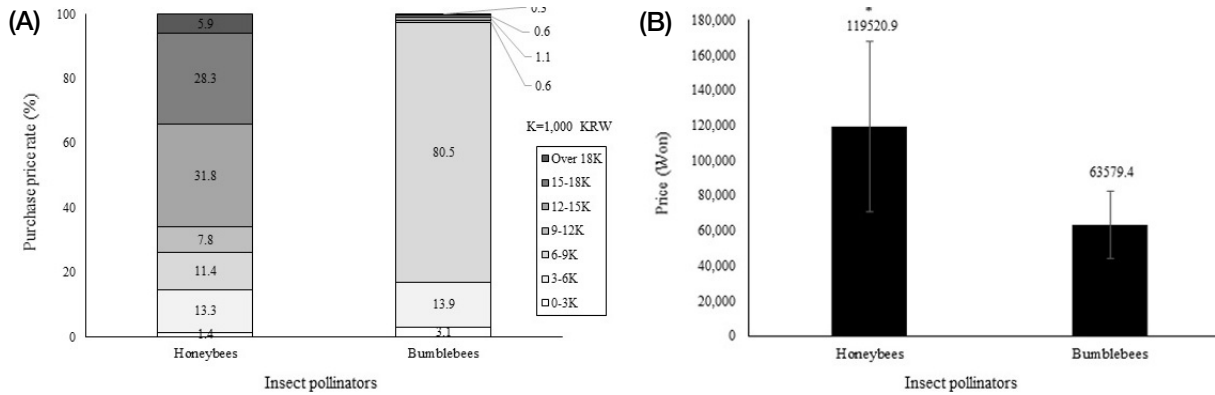 (A)
100
80
60
40
20
0
Purchase price rate (%)
5.9
28.3
31.8
7.8
11.4
13.3
1.4
Honeybees
0.6
1.1
0.6
80.5
13.9
3.1
Bumblebees
Insect pollinators
K=1,000 KRW
Over 18K
15-18K
12-15K
9-12K
6-9K
3-6K
0-3K
(B)
180,000
160,000
140,000
120,000
100,000
80,000
60,000
40,000
20,000
0
Price (Won)
*
119520.9
63579.4
Honeybees
Bumblebees
Insect pollinators